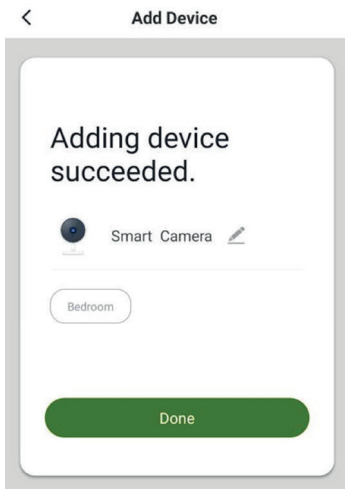 Add Device
Adding device
succeeded.
Smart Camera
Bedroom
Done